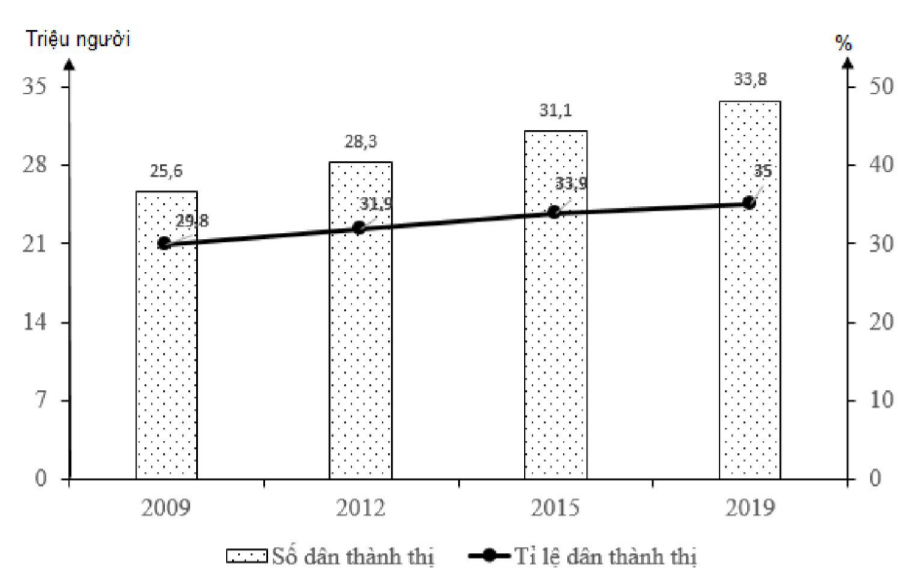 Triệu người %
35 33,8 50
31,1
28,3
28 25,6 40
33,9 35
31,9
29,8
21 30
14 20
7 10
0 0
2009 2012 2015 2019
Số dân thành thị Tỉ lệ dân thành thị